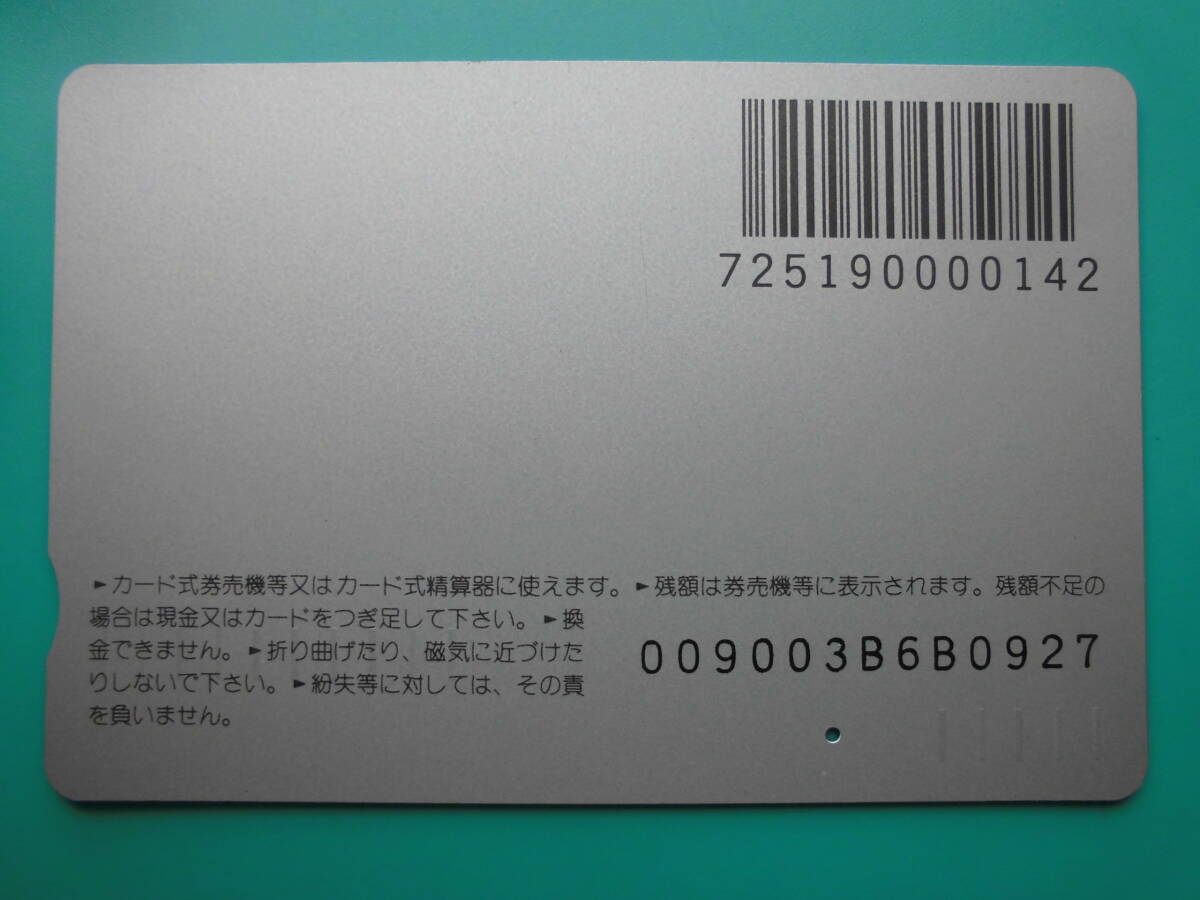 725190000142
►カード式券売機等又はカード式精算器に使えます。►残額は券売機等に表示されます。残額不足の
場合は現金又はカードをつぎ足して下さい。►換
金できません。►折り曲げたり、磁気に近づけた
りしないで下さい。►紛失等に対しては、その責
を負いません。
009003B6B0927